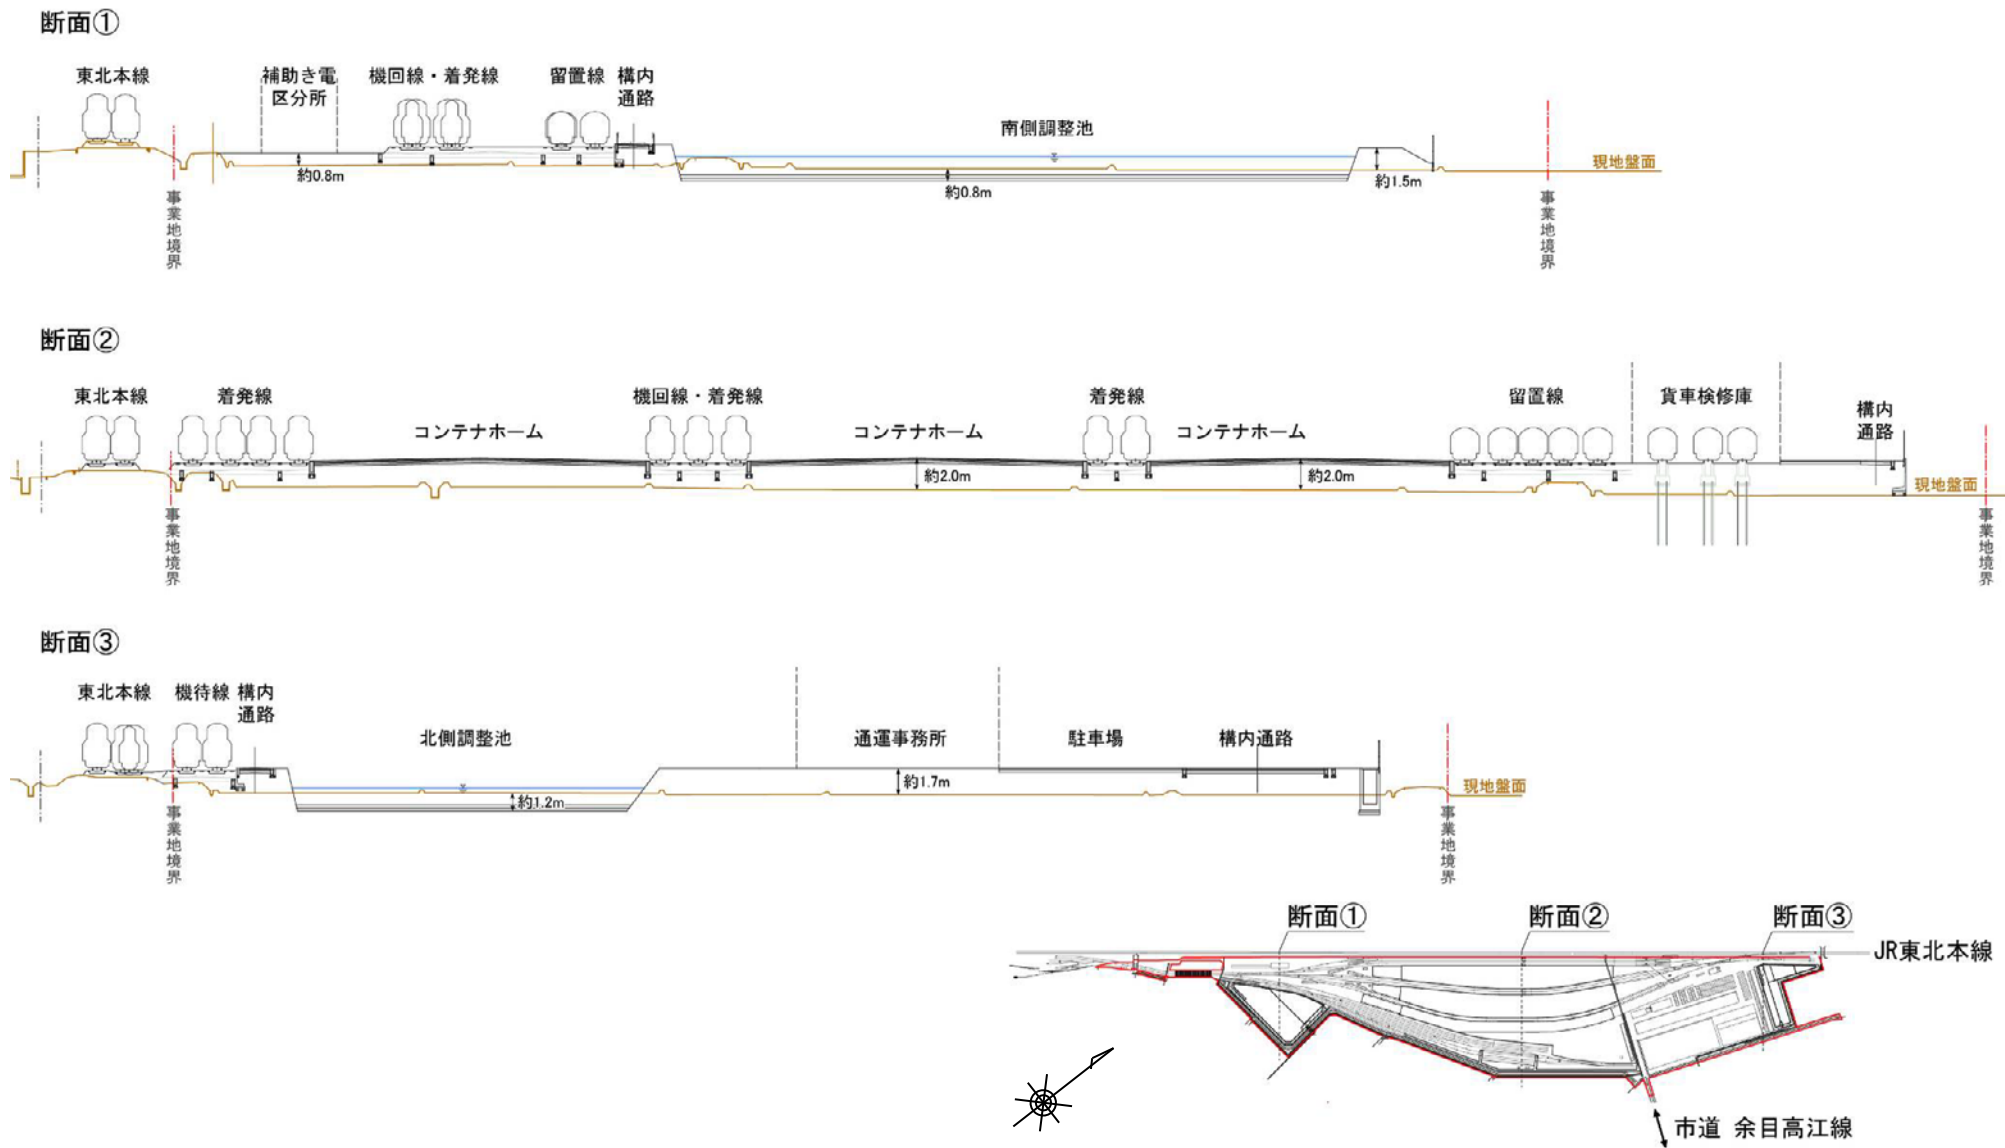 断面①
東北本線
補助き電
区分所
機回線・着発線
留置線
構内
通路
南側調整池
約0.8m
約0.8m
約1.5m
現地盤面
事業地境界
事業地境界
断面②
東北本線
着発線
コンテナホーム
機回線・着発線
コンテナホーム
着発線
コンテナホーム
留置線
貨車検修庫
構内
通路
約2.0m
約2.0m
現地盤面
事業地境界
事業地境界
断面③
東北本線
機待線
構内
通路
北側調整池
通運事務所
駐車場
構内通路
約1.2m
約1.7m
現地盤面
事業地境界
事業地境界
断面①
断面②
断面③
JR東北本線
市道 余目高江線